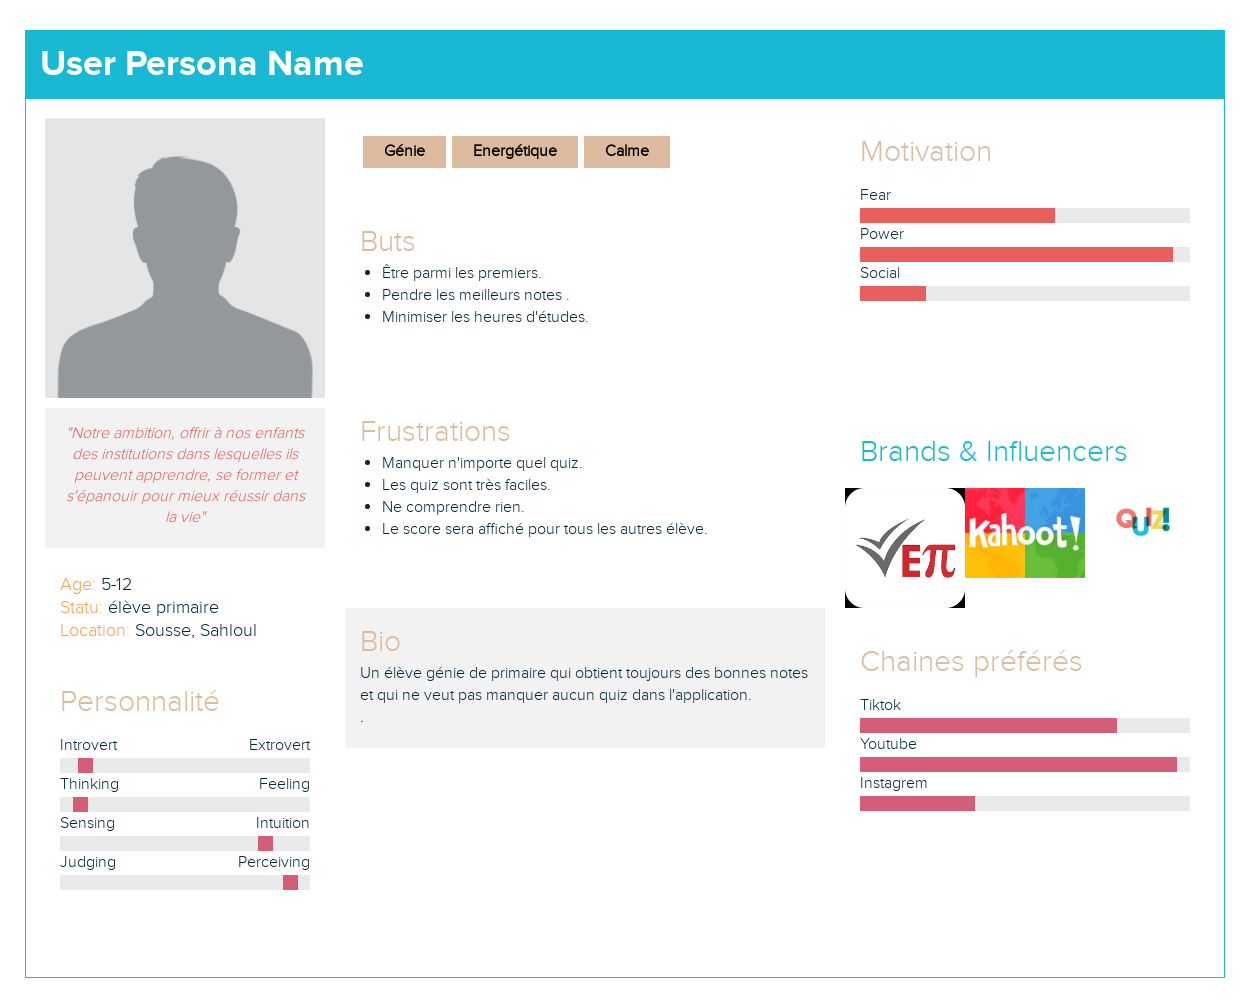 User Persona Name
Génie
Energétique
Calme
Buts
Être parmi les premiers.
Pendre les meilleurs notes .
Minimiser les heures d'études.
Frustrations
Manquer n'importe quel quiz.
Les quiz sont très faciles.
Ne comprendre rien.
Le score sera affiché pour tous les autres élève.
Bio
Un élève génie de primaire qui obtient toujours des bonnes notes
et qui ne veut pas manquer aucun quiz dans l'application.
.
"Notre ambition, offrir à nos enfants
des institutions dans lesquelles ils
peuvent apprendre, se former et
s'épanouir pour mieux réussir dans
la vie"
Age: 5-12
Statu: élève primaire
Location: Sousse, Sahloul
Personnalité
Introvert Extrovert
Thinking Feeling
Sensing Intuition
Judging Perceiving
Motivation
Fear
Power
Social
Brands & Influencers
Eπ
Kahoot!
QUIZ!
Chaines préférés
Tiktok
Youtube
Instagrem